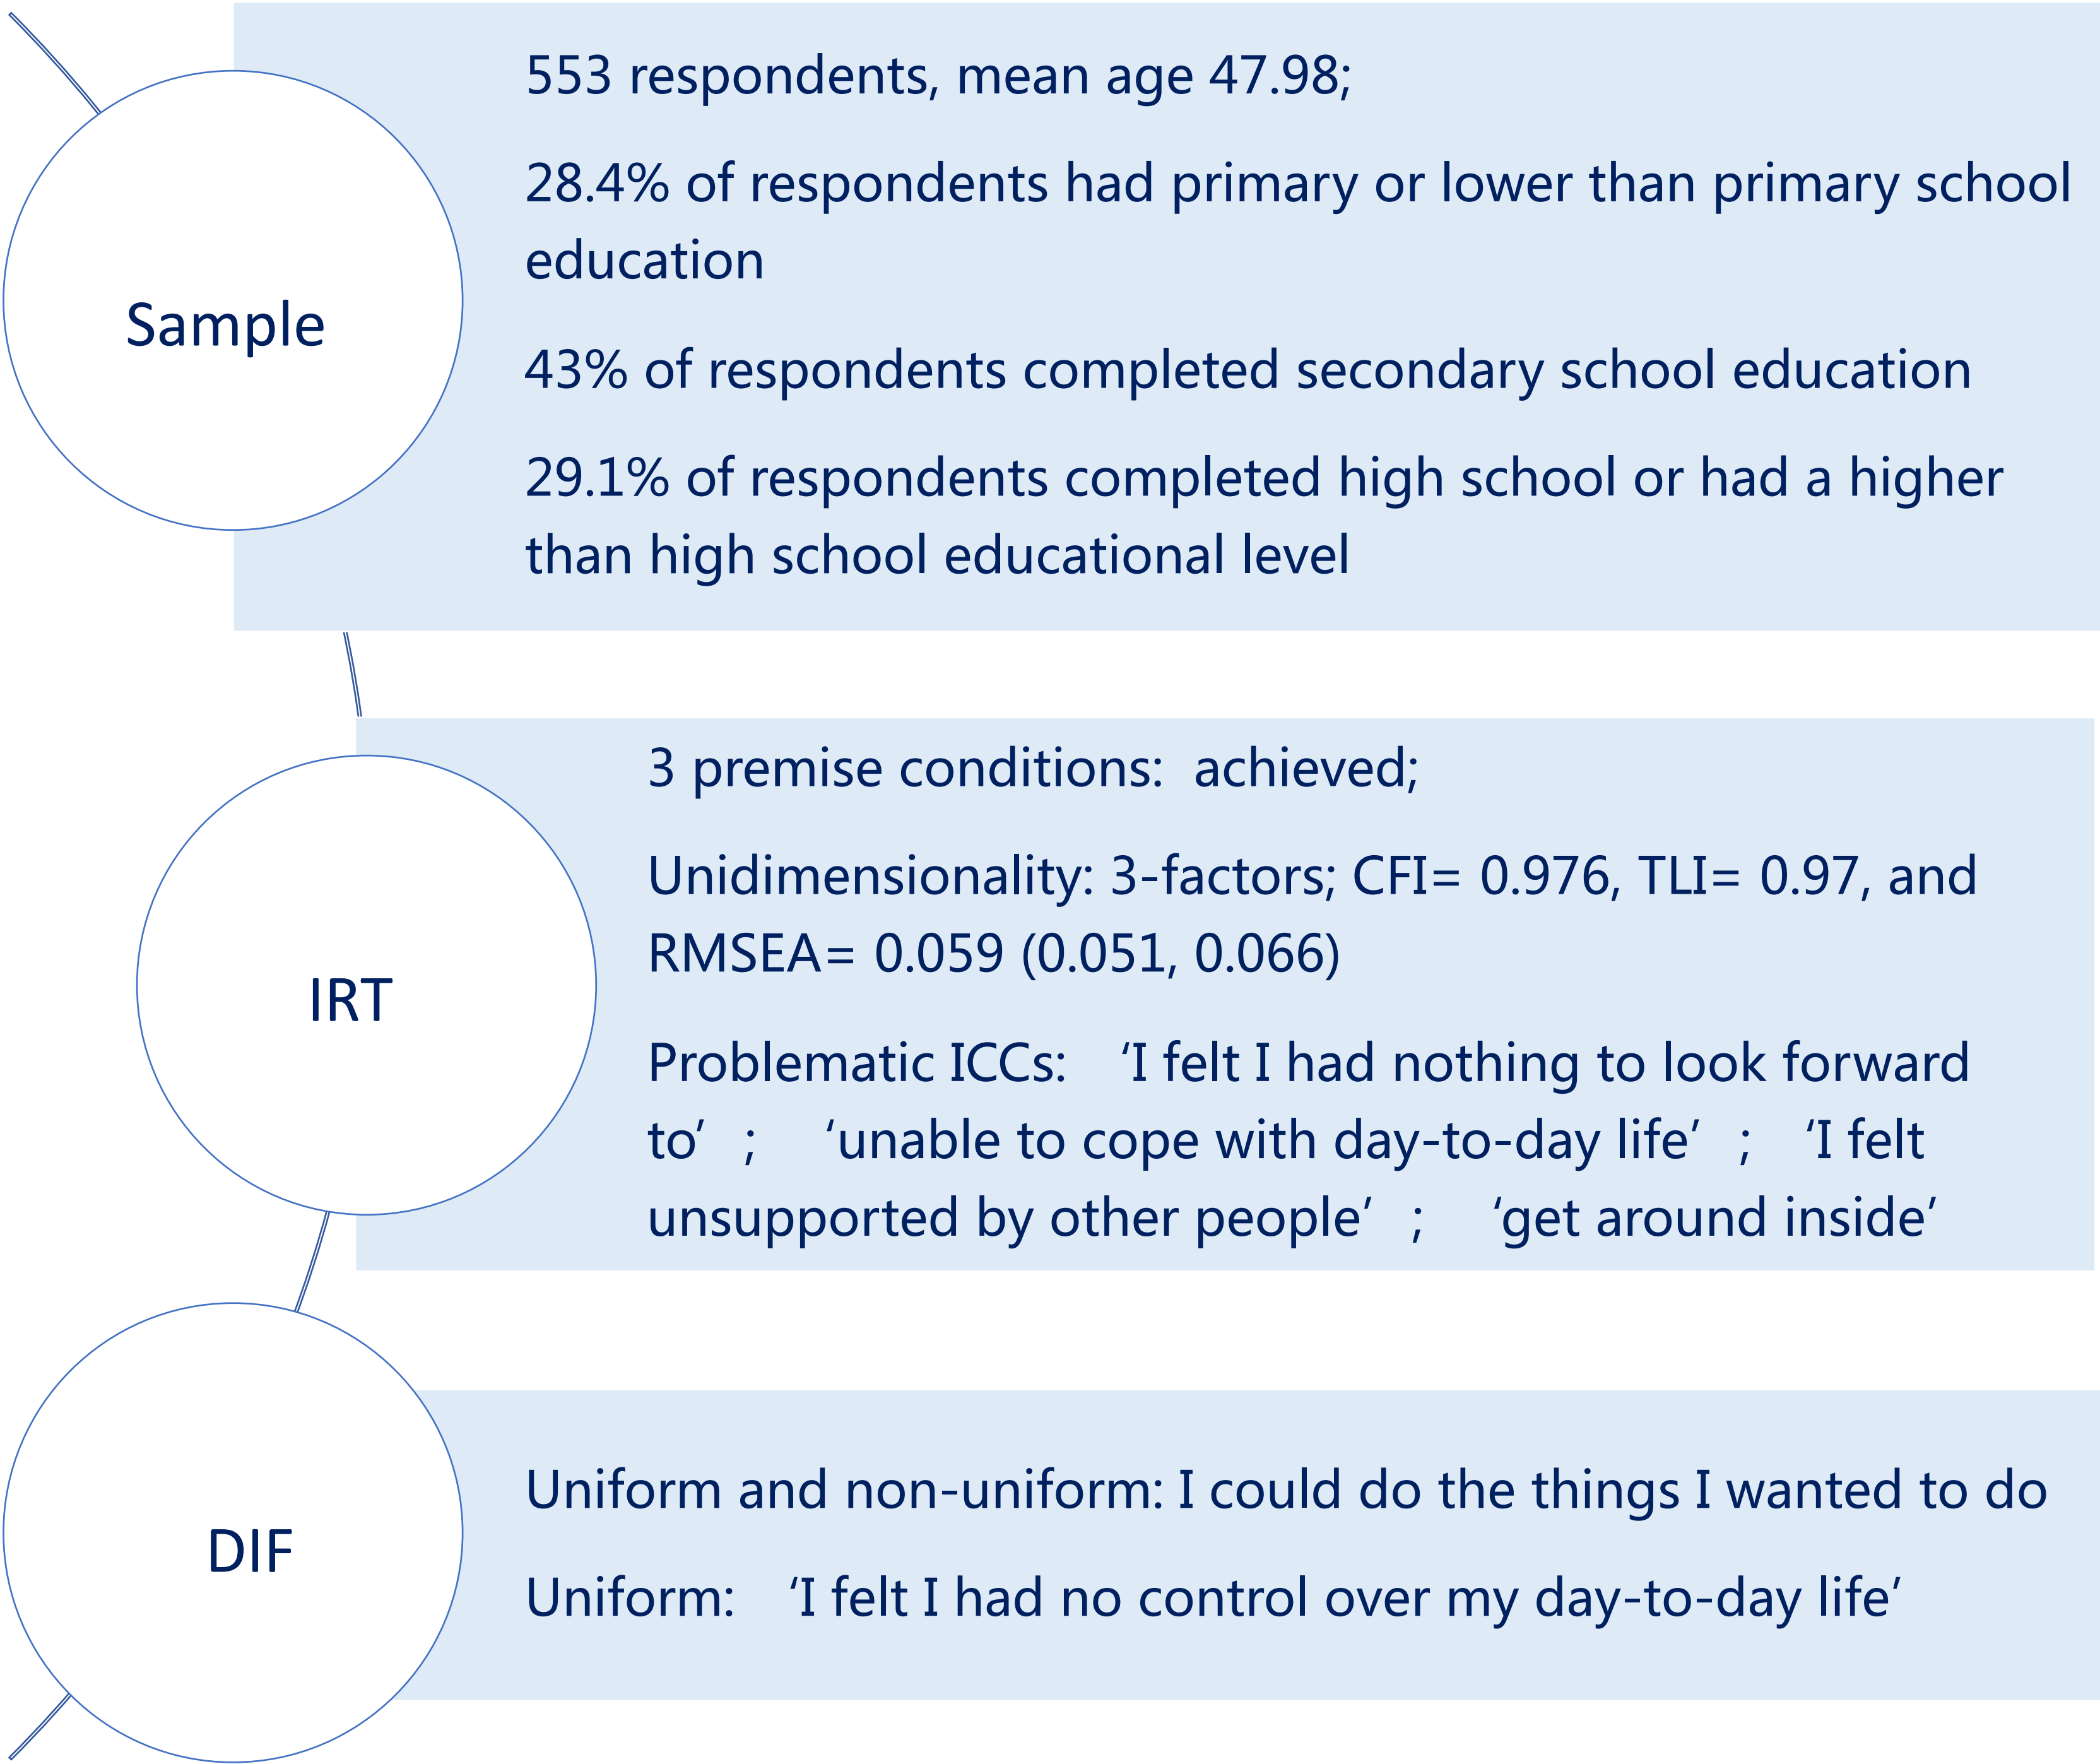 Sample
553 respondents, mean age 47.98;
28.4% of respondents had primary or lower than primary school
education
43% of respondents completed secondary school education
29.1% of respondents completed high school or had a higher
than high school educational level
IRT
3 premise conditions: achieved;
Unidimensionality: 3-factors; CFI= 0.976, TLI= 0.97, and
RMSEA= 0.059 (0.051, 0.066)
Problematic ICCs: ‘I felt I had nothing to look forward
to’ ; ‘unable to cope with day-to-day life’ ; ‘I felt
unsupported by other people’ ; ‘get around inside’
DIF
Uniform and non-uniform: I could do the things I wanted to do
Uniform: ‘I felt I had no control over my day-to-day life’